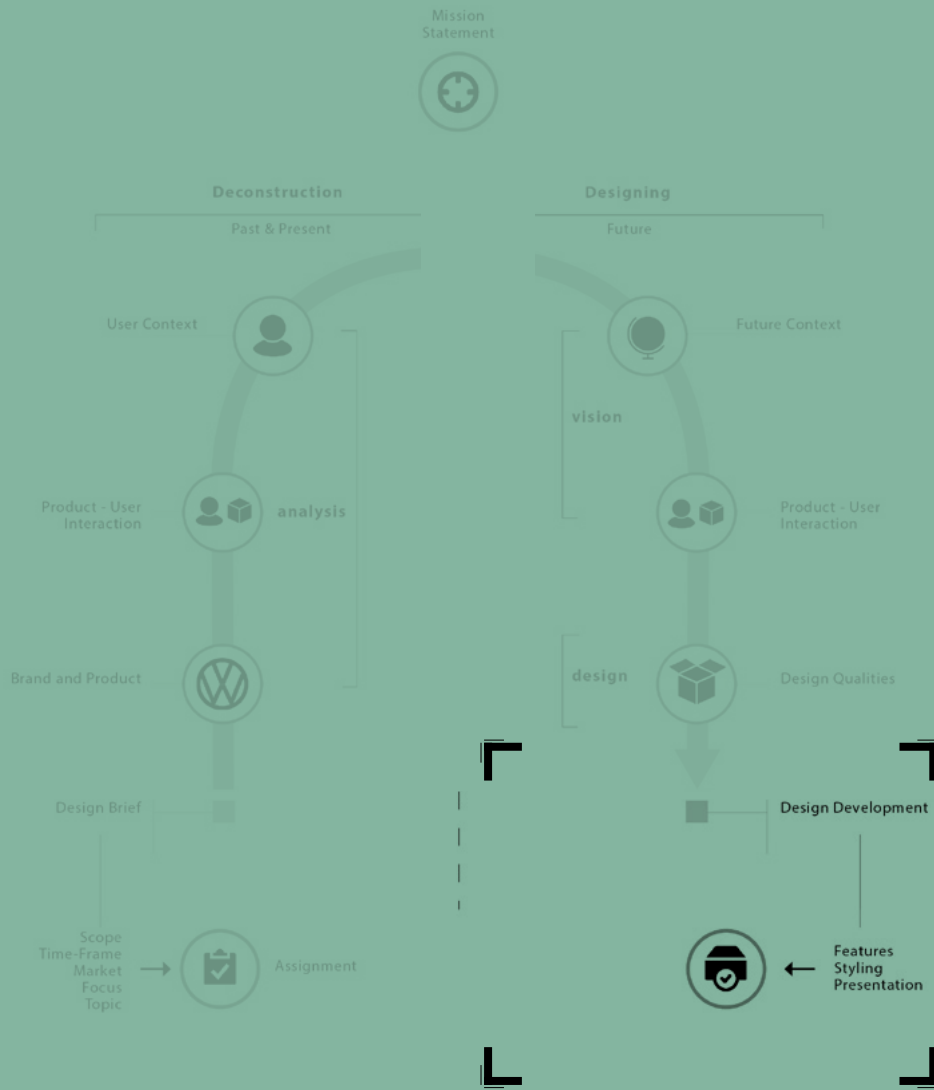 Mission
Statement
Deconstruction
Designing
Past & Present
Future
User Context
Future Context
vision
Product - User
Interaction
analysis
Product - User
Interaction
Brand and Product
design
Design Qualities
Design Brief
Design Development
Scope
Time-Frame
Market
Focus
Topic
Assignment
Features
Styling
Presentation